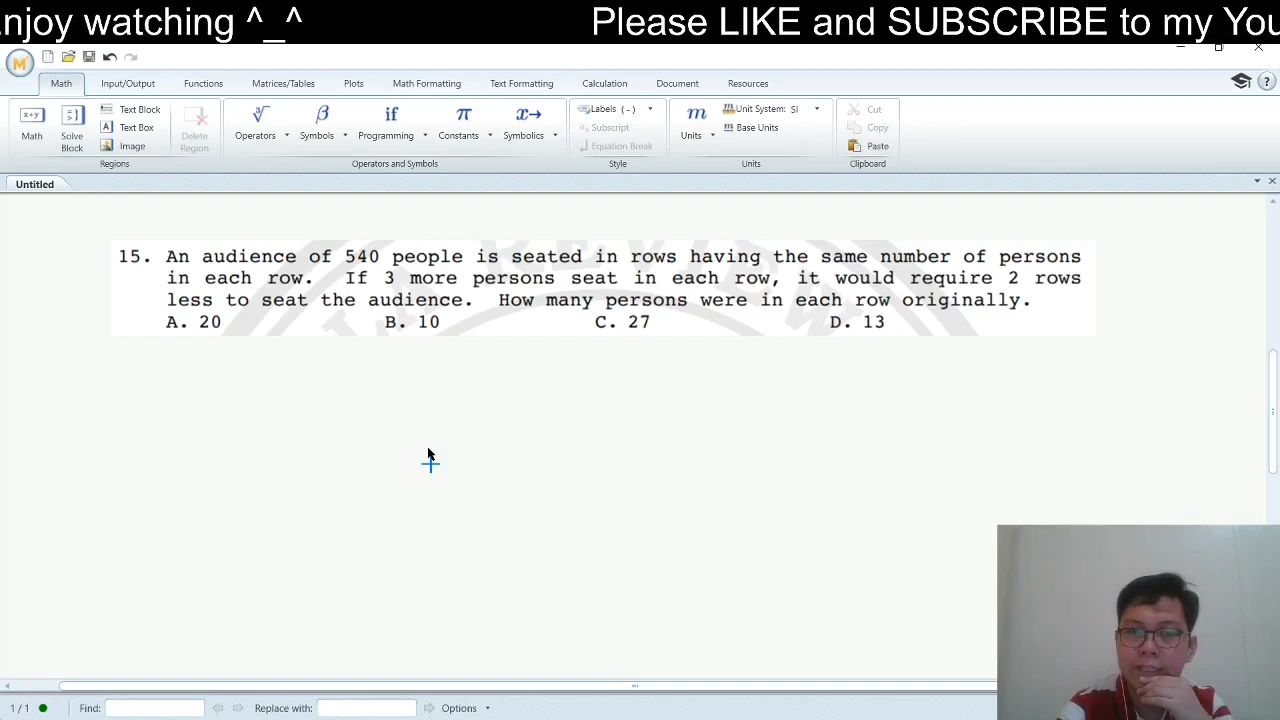 njoy watching ^_^ Please LIKE and SUBSCRIBE to my You
Math Input/Output Functions Matrices/Tables Plots Math Formatting Text Formatting Calculation Document Resources
Math Solve Block Text Block Text Box Image Delete Region Operators Symbols Programming Constants Symbolics Labels (-) Subscript Equation Break Units Unit System: SI Base Units Cut Copy Paste
Regions Operators and Symbols Style Units Clipboard
Untitled
15. An audience of 540 people is seated in rows having the same number of persons
in each row. If 3 more persons seat in each row, it would require 2 rows
less to seat the audience. How many persons were in each row originally.
A. 20 B. 10 C. 27 D. 13
1 / 1 Find: Replace with: Options